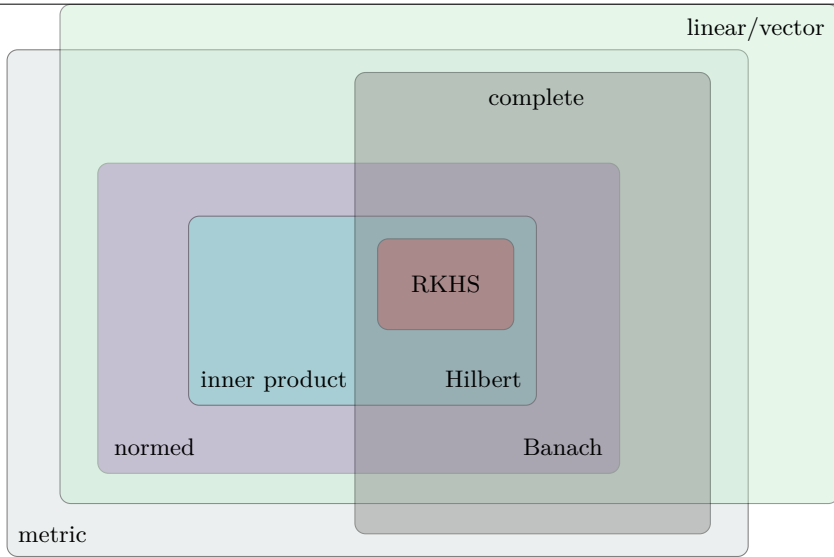 linear/vector
complete
RKHS
inner product
Hilbert
normed
Banach
metric